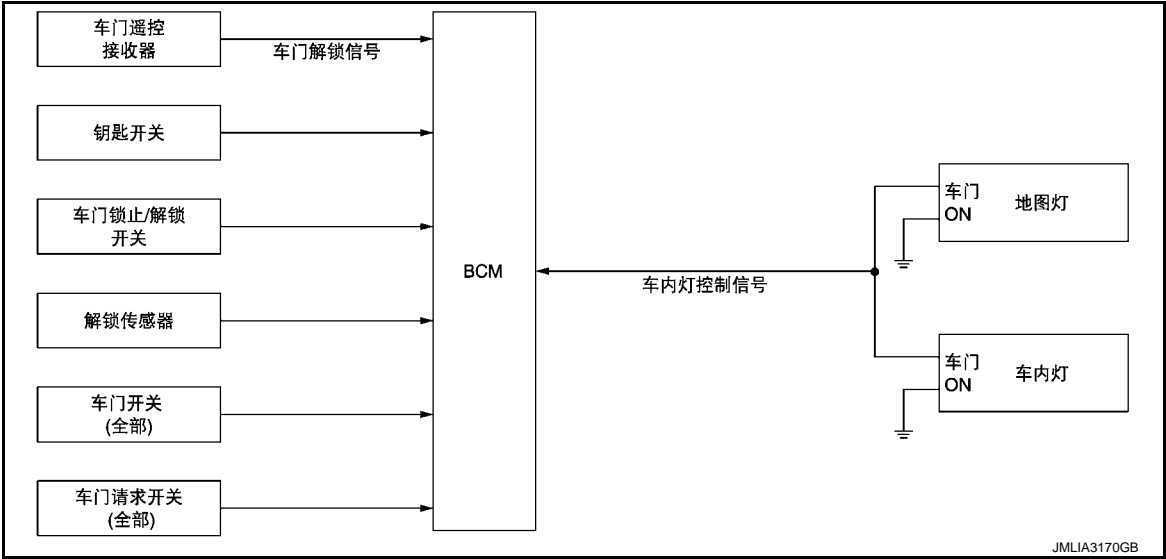 车门遥控
接收器
车门解锁信号
钥匙开关
车门锁止/解锁
开关
解锁传感器
车门开关
(全部)
车门请求开关
(全部)
BCM
车内灯控制信号
车门
ON
地图灯
车门
ON
车内灯
JMLIA3170GB